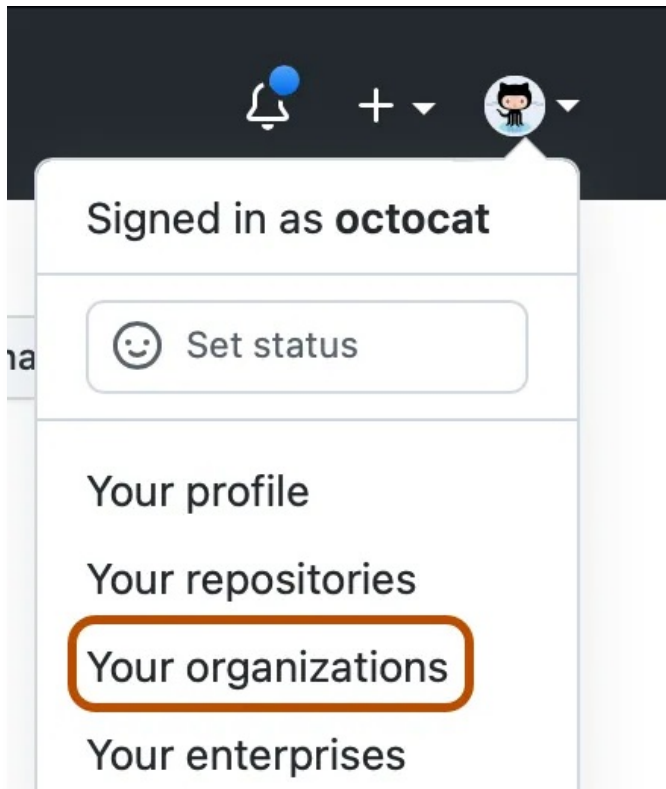 Signed in as octocat
Set status
Your profile
Your repositories
Your organizations
Your enterprises